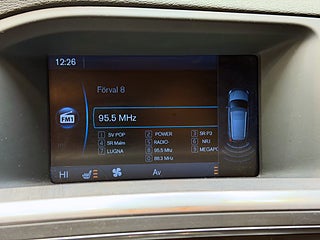 12:26
Förval 8
FM1
95.5 MHz
1 SV POP 2 POWER 3 SR P3
4 SR Malm 5 RADIO- 6 NRJ
7 LUGNA 8 95.5 MHz 9 MEGAPO
0 88.3 MHz
HI Av